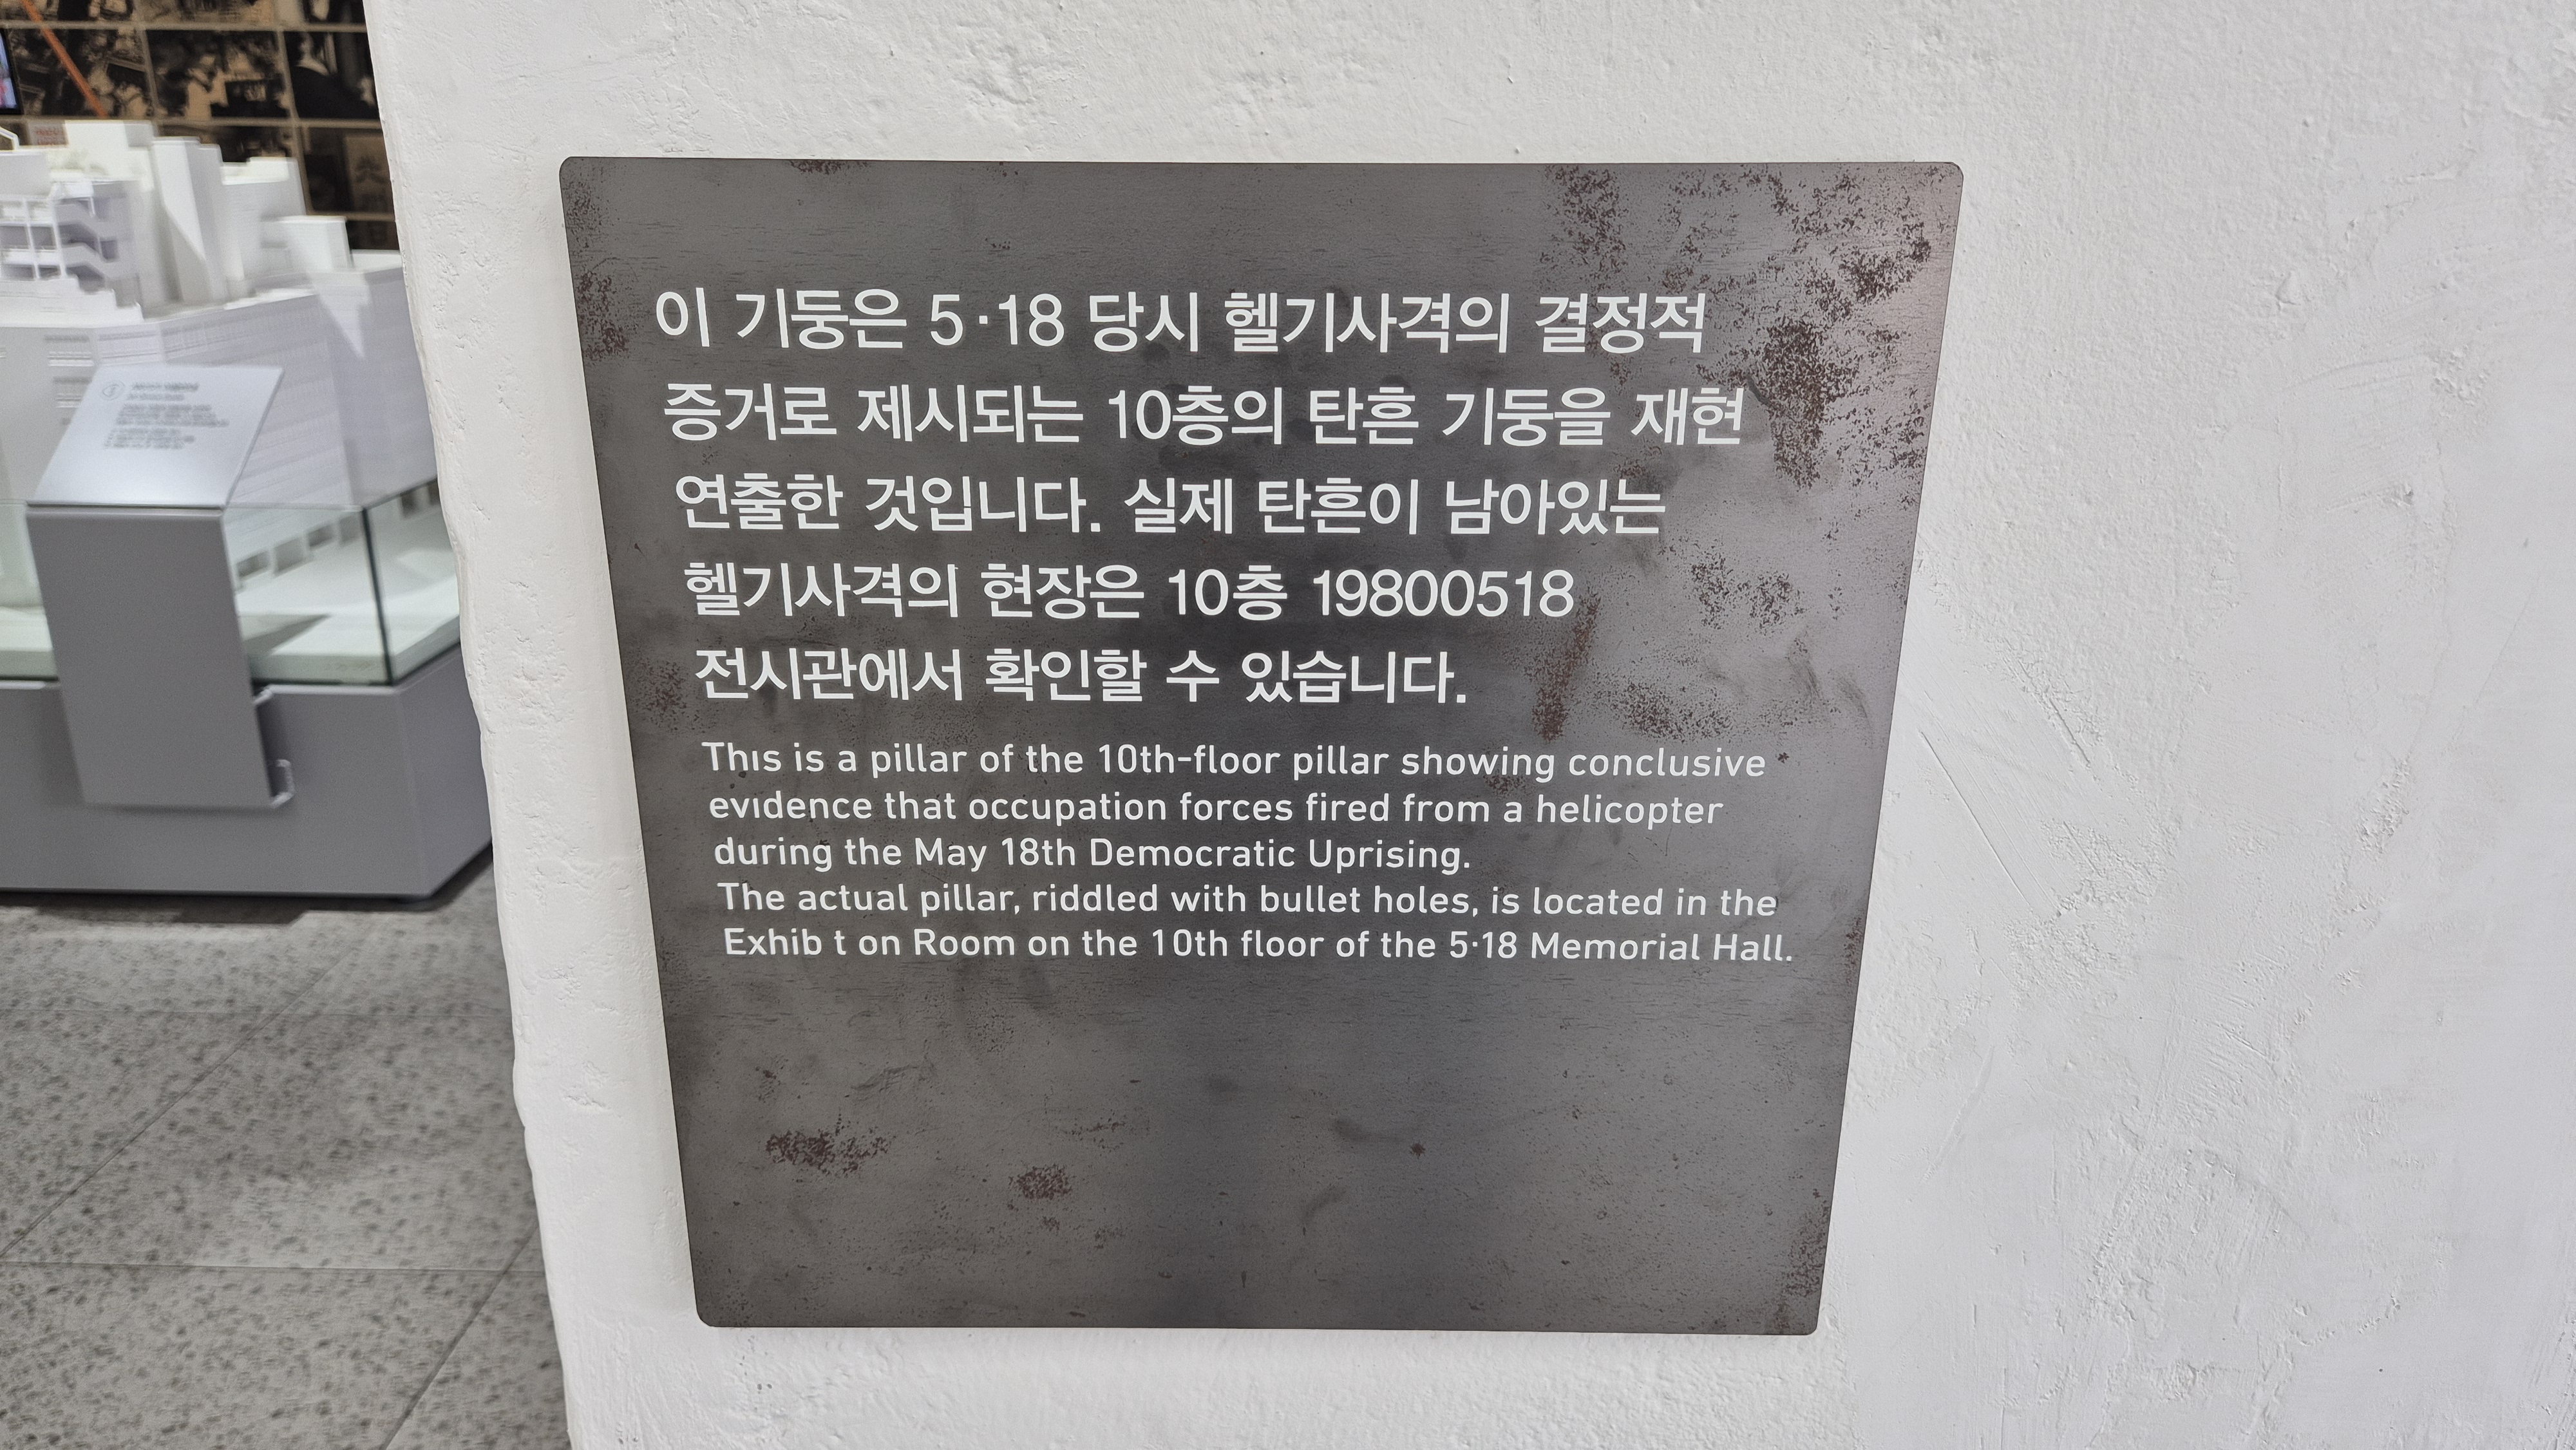 이 기둥은 5·18 당시 헬기사격의 결정적
증거로 제시되는 10층의 탄흔 기둥을 재현
연출한 것입니다. 실제 탄흔이 남아있는
헬기사격의 현장은 10층 19800518
전시관에서 확인할 수 있습니다.
This is a pillar of the 10th-floor pillar showing conclusive
evidence that occupation forces fired from a helicopter
during the May 18th Democratic Uprising.
The actual pillar, riddled with bullet holes, is located in the
Exhib t on Room on the 10th floor of the 5·18 Memorial Hall.